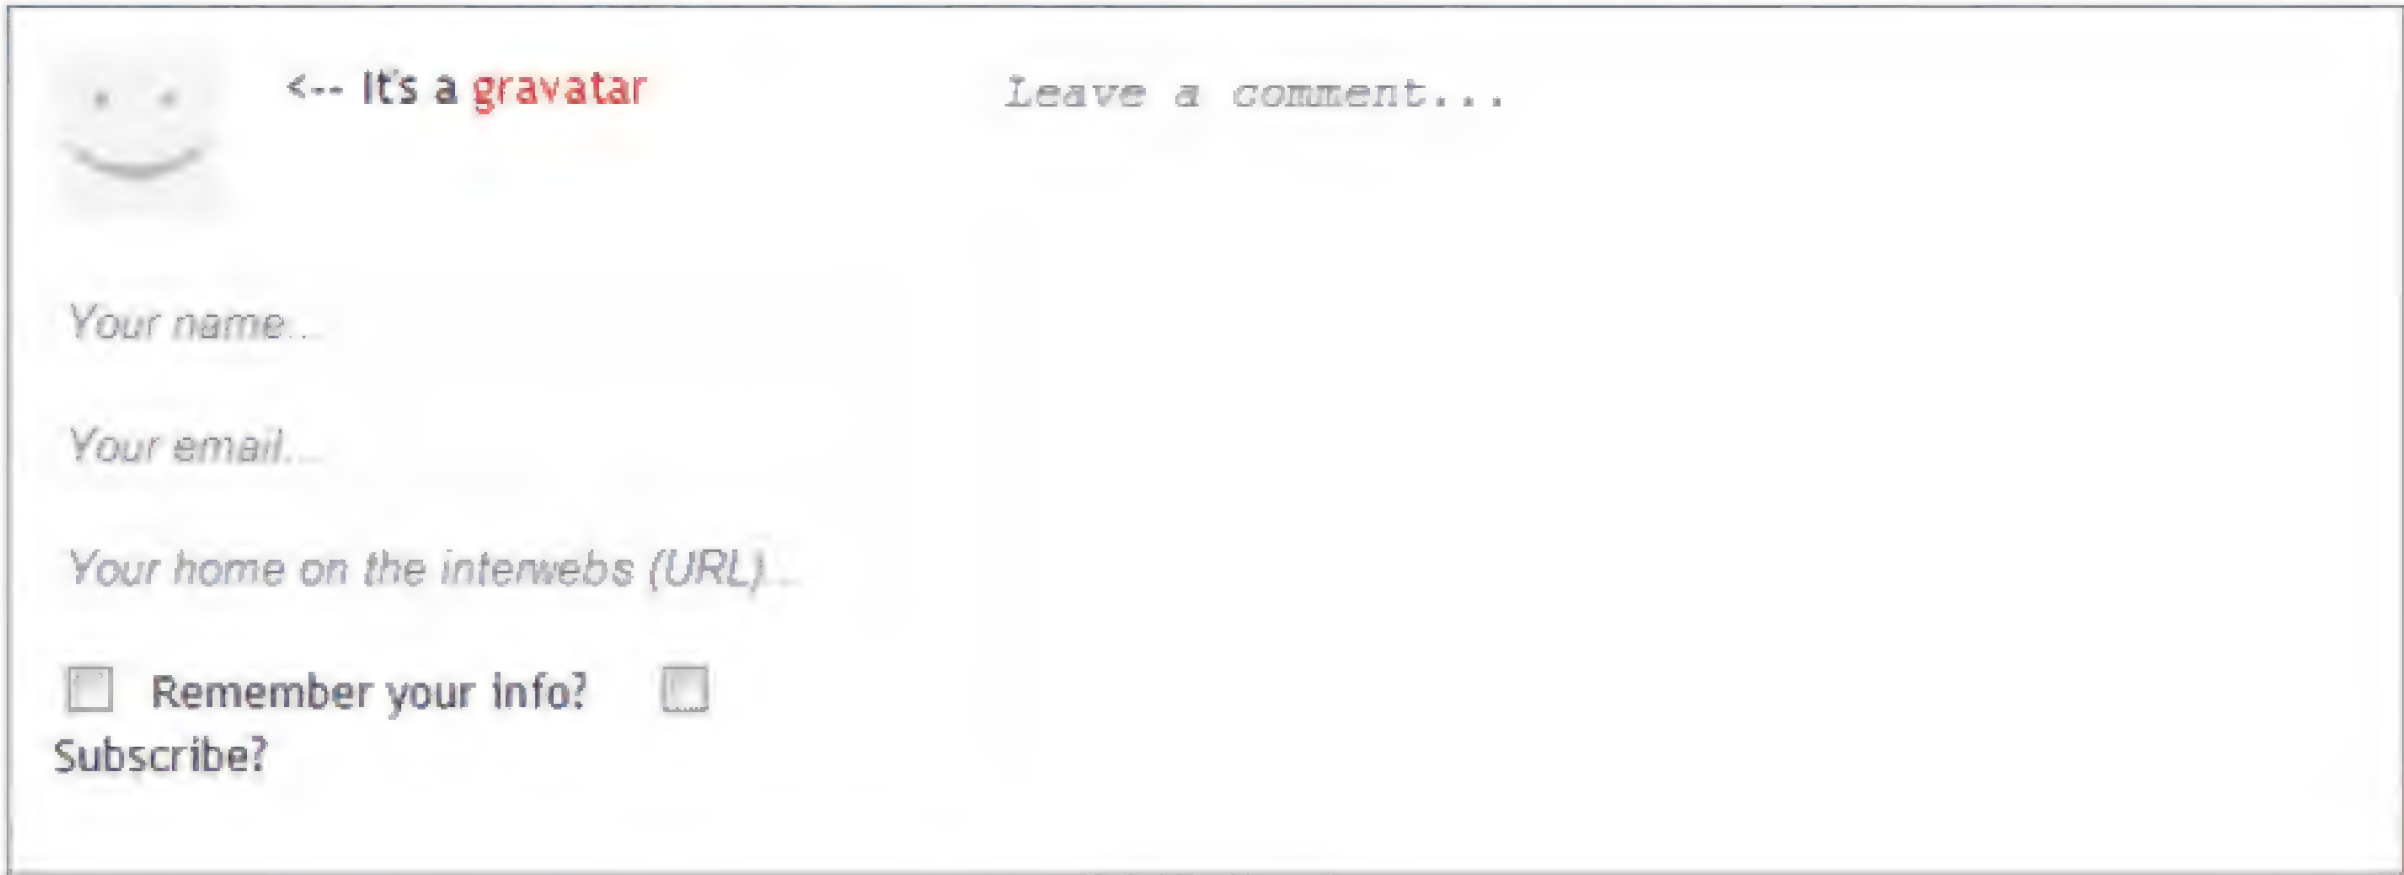 <-- It's a gravatar
Leave a comment...
Your name...
Your email...
Your home on the interwebs (URL)...
Remember your info?
Subscribe?